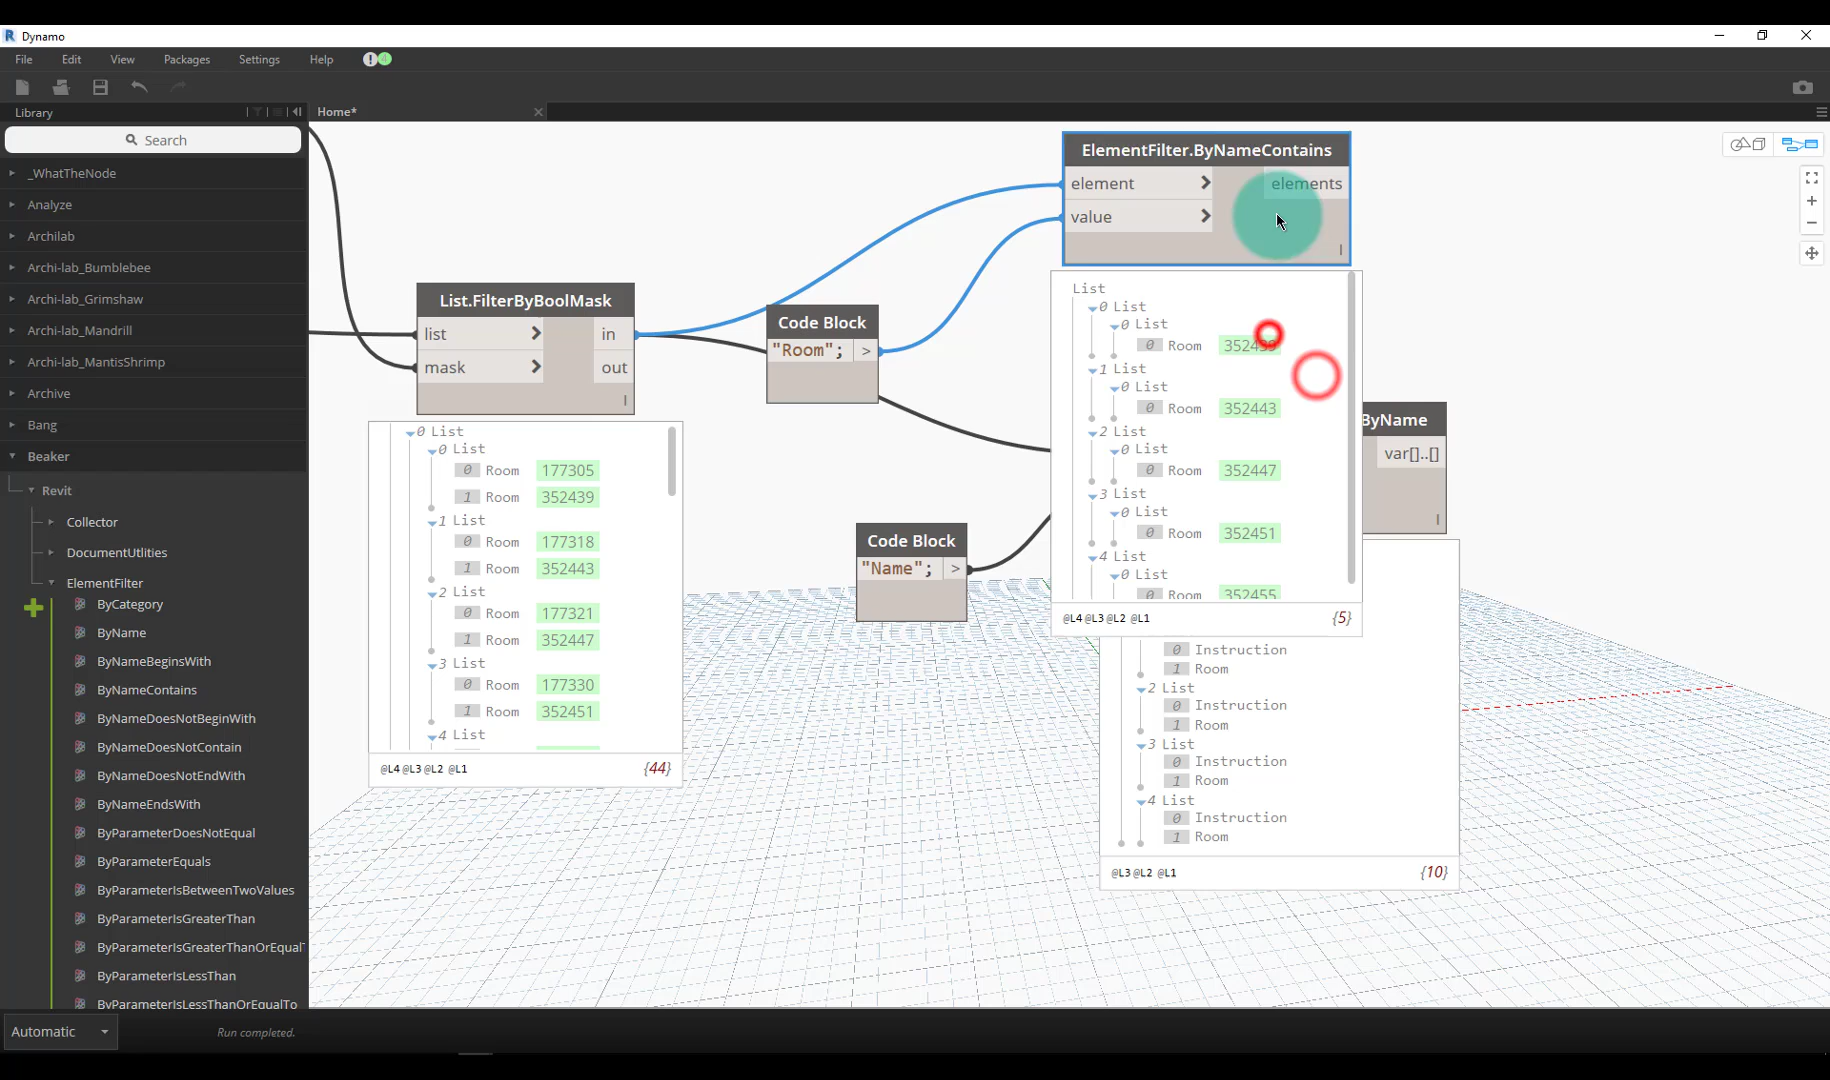 Dynamo
File Edit View Packages Settings Help
Library
Home*
Search
_WhatTheNode
Analyze
Archilab
Archi-lab_Bumblebee
Archi-lab_Grimshaw
Archi-lab_Mandrill
Archi-lab_MantisShrimp
Archive
Bang
Beaker
Revit
Collector
DocumentUtlities
ElementFilter
ByCategory
ByName
ByNameBeginsWith
ByNameContains
ByNameDoesNotBeginWith
ByNameDoesNotContain
ByNameDoesNotEndWith
ByNameEndsWith
ByParameterDoesNotEqual
ByParameterEquals
ByParameterIsBetweenTwoValues
ByParameterIsGreaterThan
ByParameterIsGreaterThanOrEqual
ByParameterIsLessThan
ByParameterIsLessThanOrEqualTo
Automatic
Run completed.
List.FilterByBoolMask
list > in
mask > out
l
0 List
0 List
0 Room 177305
1 Room 352439
1 List
0 Room 177318
1 Room 352443
2 List
0 Room 177321
1 Room 352447
3 List
0 Room 177330
1 Room 352451
4 List
@L4 @L3 @L2 @L1 {44}
Code Block
"Room"; >
Code Block
"Name"; >
ElementFilter.ByNameContains
element > elements
value >
l
List
0 List
0 List
0 Room 352439
1 List
0 List
0 Room 352443
2 List
0 List
0 Room 352447
3 List
0 List
0 Room 352451
4 List
0 List
0 Room 352455
@L4 @L3 @L2 @L1 {5}
ByName
var[]..[]
l
0 Instruction
1 Room
2 List
0 Instruction
1 Room
3 List
0 Instruction
1 Room
4 List
0 Instruction
1 Room
@L3 @L2 @L1 {10}